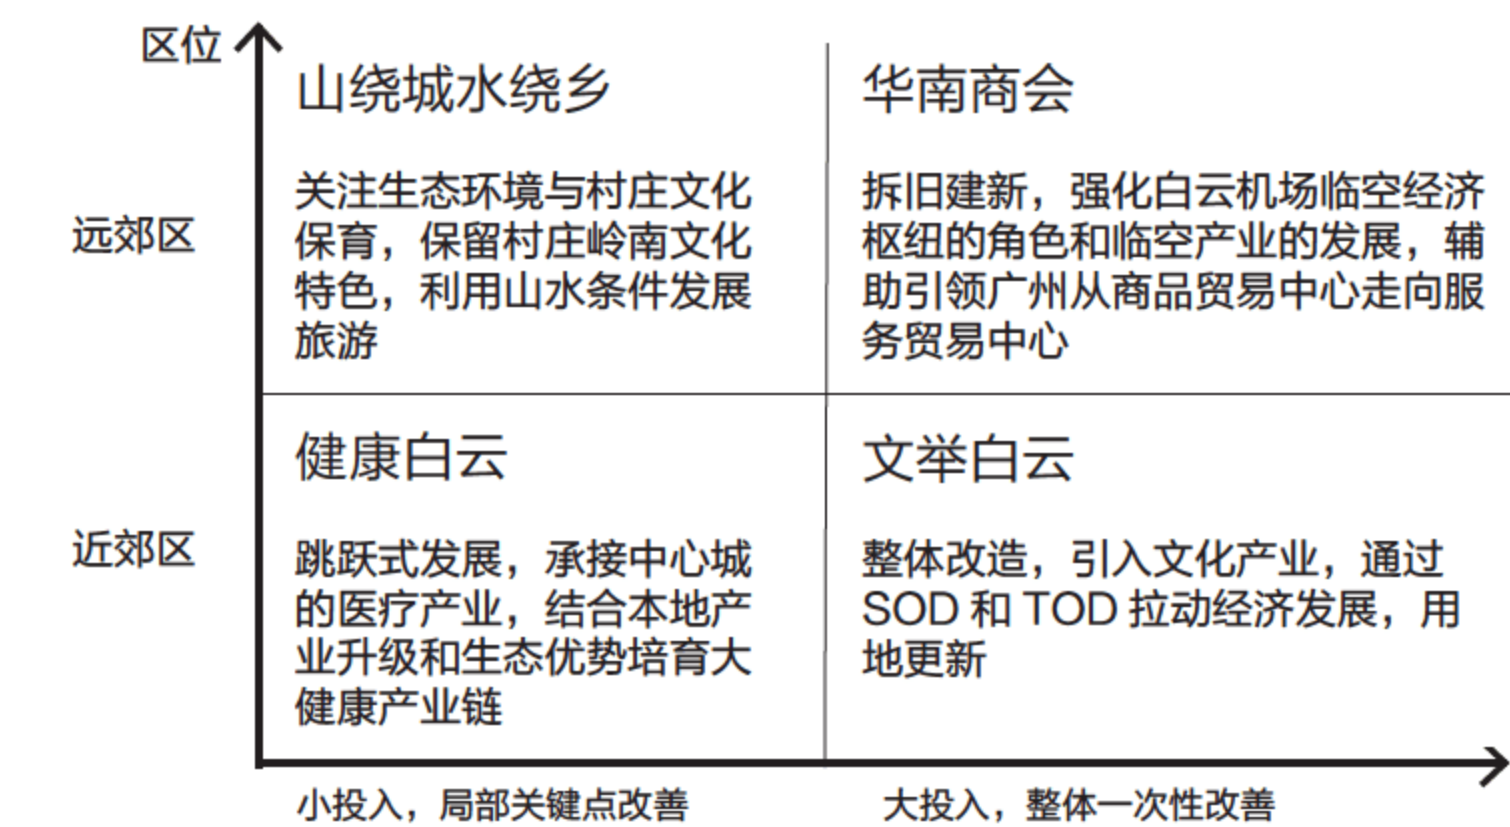 区位
山绕城水绕乡
关注生态环境与村庄文化
保育，保留村庄岭南文化
特色，利用山水条件发展
旅游
华南商会
拆旧建新，强化白云机场临空经济
枢纽的角色和临空产业的发展，辅
助引领广州从商品贸易中心走向服
务贸易中心
远郊区
健康白云
跳跃式发展，承接中心城
的医疗产业，结合本地产
业升级和生态优势培育大
健康产业链
文举白云
整体改造，引入文化产业，通过
SOD 和 TOD 拉动经济发展，用
地更新
近郊区
小投入，局部关键点改善
大投入，整体一次性改善